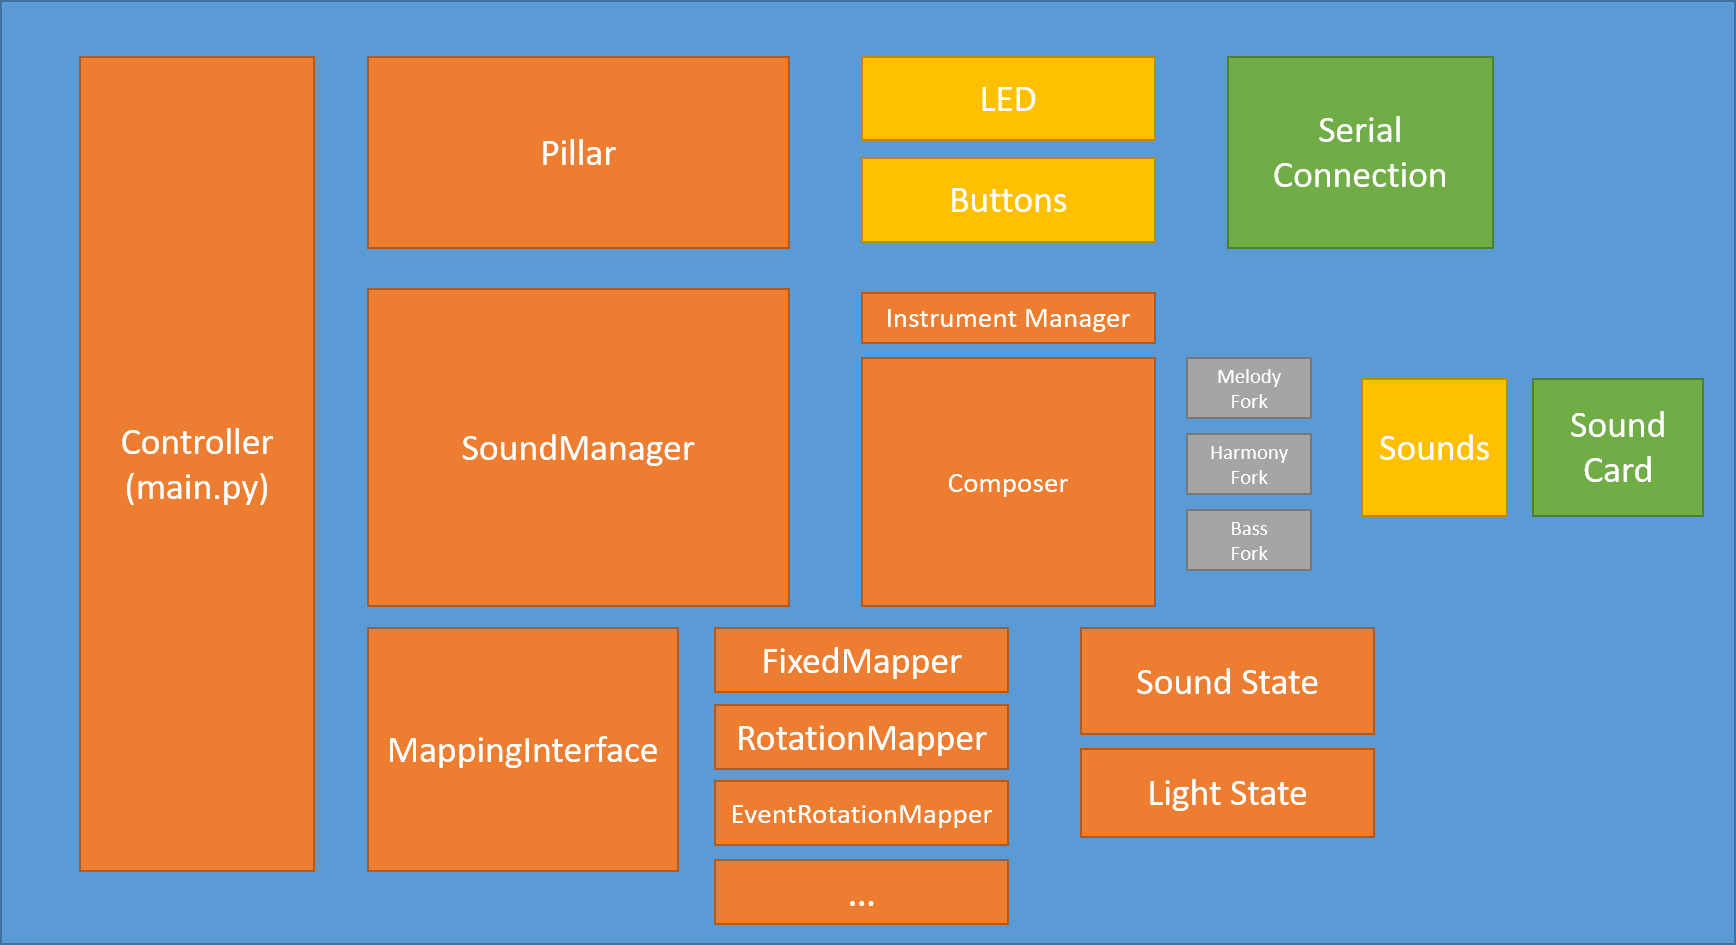 Controller
(main.py)
Pillar
LED
Buttons
Serial
Connection
SoundManager
Instrument Manager
Composer
Melody
Fork
Harmony
Fork
Bass
Fork
Sounds
Sound
Card
MappingInterface
FixedMapper
RotationMapper
EventRotationMapper
...
Sound State
Light State